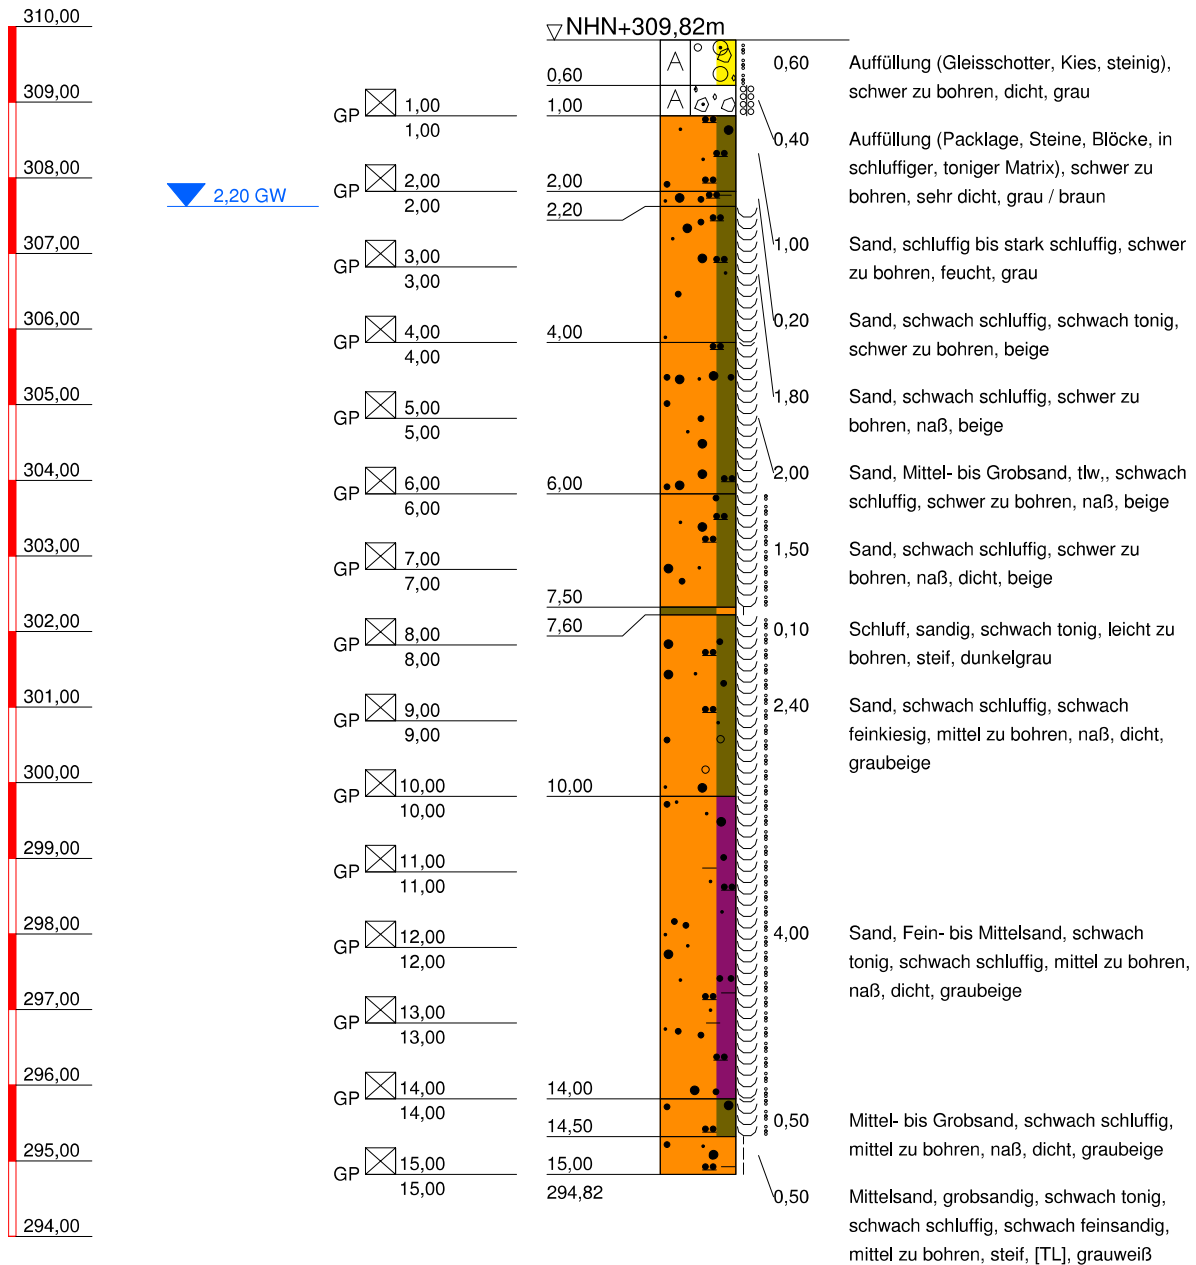 310,00
309,00
308,00
307,00
306,00
305,00
304,00
303,00
302,00
301,00
300,00
299,00
298,00
297,00
296,00
295,00
294,00
2,20 GW
GP 1,00
1,00
GP 2,00
2,00
GP 3,00
3,00
GP 4,00
4,00
GP 5,00
5,00
GP 6,00
6,00
GP 7,00
7,00
GP 8,00
8,00
GP 9,00
9,00
GP 10,00
10,00
GP 11,00
11,00
GP 12,00
12,00
GP 13,00
13,00
GP 14,00
14,00
GP 15,00
15,00
NHN+309,82m
0,60
1,00
2,00
2,20
4,00
6,00
7,50
7,60
10,00
14,00
14,50
15,00
294,82
A
A
0,60 Auffüllung (Gleisschotter, Kies, steinig),
schwer zu bohren, dicht, grau
0,40 Auffüllung (Packlage, Steine, Blöcke, in
schluffiger, toniger Matrix), schwer zu
bohren, sehr dicht, grau / braun
1,00 Sand, schluffig bis stark schluffig, schwer
zu bohren, feucht, grau
0,20 Sand, schwach schluffig, schwach tonig,
schwer zu bohren, beige
1,80 Sand, schwach schluffig, schwer zu
bohren, naß, beige
2,00 Sand, Mittel- bis Grobsand, tlw,, schwach
schluffig, schwer zu bohren, naß, beige
1,50 Sand, schwach schluffig, schwer zu
bohren, naß, dicht, beige
0,10 Schluff, sandig, schwach tonig, leicht zu
bohren, steif, dunkelgrau
2,40 Sand, schwach schluffig, schwach
feinkiesig, mittel zu bohren, naß, dicht,
graubeige
4,00 Sand, Fein- bis Mittelsand, schwach
tonig, schwach schluffig, mittel zu bohren,
naß, dicht, graubeige
0,50 Mittel- bis Grobsand, schwach schluffig,
mittel zu bohren, naß, dicht, graubeige
0,50 Mittelsand, grobsandig, schwach tonig,
schwach schluffig, schwach feinsandig,
mittel zu bohren, steif, [TL], grauweiß